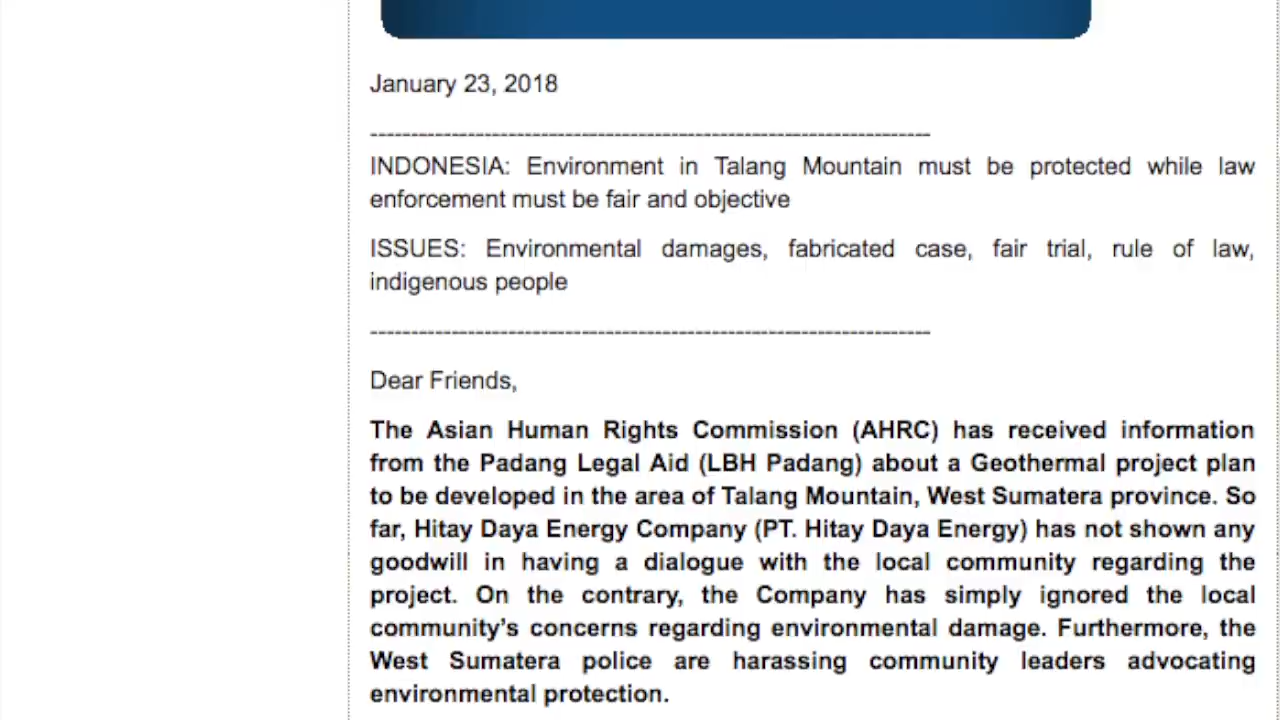 January 23, 2018
----------------------------------------------------------------------
INDONESIA: Environment in Talang Mountain must be protected while law
enforcement must be fair and objective
ISSUES: Environmental damages, fabricated case, fair trial, rule of law,
indigenous people
----------------------------------------------------------------------
Dear Friends,
The Asian Human Rights Commission (AHRC) has received information
from the Padang Legal Aid (LBH Padang) about a Geothermal project plan
to be developed in the area of Talang Mountain, West Sumatera province. So
far, Hitay Daya Energy Company (PT. Hitay Daya Energy) has not shown any
goodwill in having a dialogue with the local community regarding the
project. On the contrary, the Company has simply ignored the local
community’s concerns regarding environmental damage. Furthermore, the
West Sumatera police are harassing community leaders advocating
environmental protection.